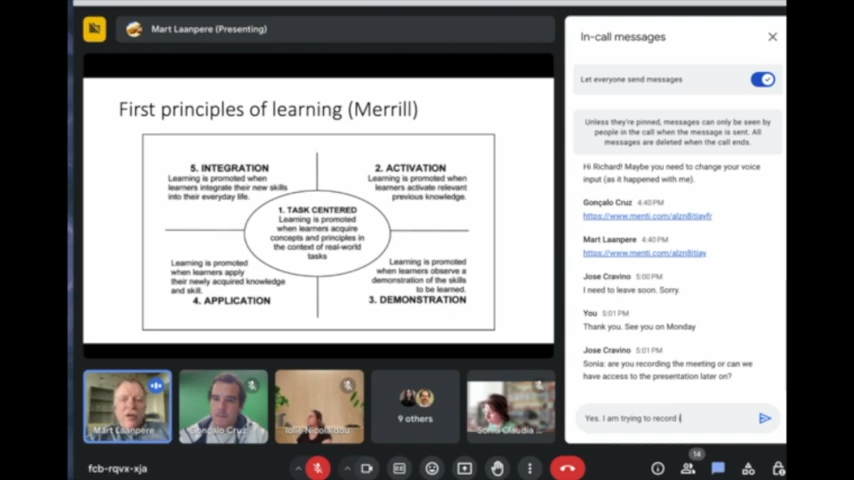 Mart Laanpere (Presenting)
First principles of learning (Merrill)
5. INTEGRATION
Learning is promoted when
learners integrate their new skills
into their everyday life.
2. ACTIVATION
Learning is promoted when
learners activate relevant
previous knowledge.
1. TASK CENTERED
Learning is promoted
when learners acquire
concepts and principles in
the context of real-world
tasks
Learning is promoted
when learners apply
their newly acquired knowledge
and skill.
4. APPLICATION
Learning is promoted
when learners observe a
demonstration of the skills
to be learned.
3. DEMONSTRATION
Mart Laanpere
Gonçalo Cruz
9 others
Sonia Claudia
fcb-rqvx-xja
In-call messages
Let everyone send messages
Unless they're pinned, messages can only be seen by
people in the call when the message is sent. All
messages are deleted when the call ends.
Hi Richard! Maybe you need to change your voice
input (as it happened with me).
Gonçalo Cruz 4:40 PM
Mart Laanpere 4:40 PM
Jose Cravino 5:00 PM
I need to leave soon. Sorry.
You 5:01 PM
Thank you. See you on Monday
Jose Cravino 5:01 PM
Sonia: are you recording the meeting or can we
have access to the presentation later on?
Yes. I am trying to record i
14